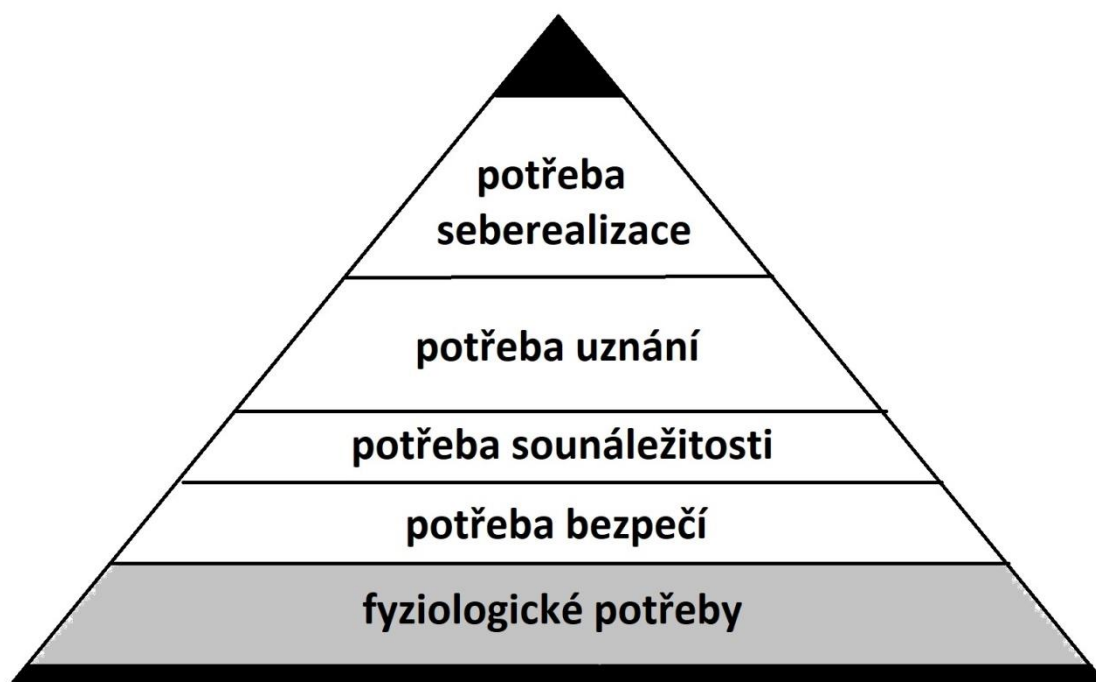 potřeba
seberealizace
potřeba uznání
potřeba sounáležitosti
potřeba bezpečí
fyziologické potřeby